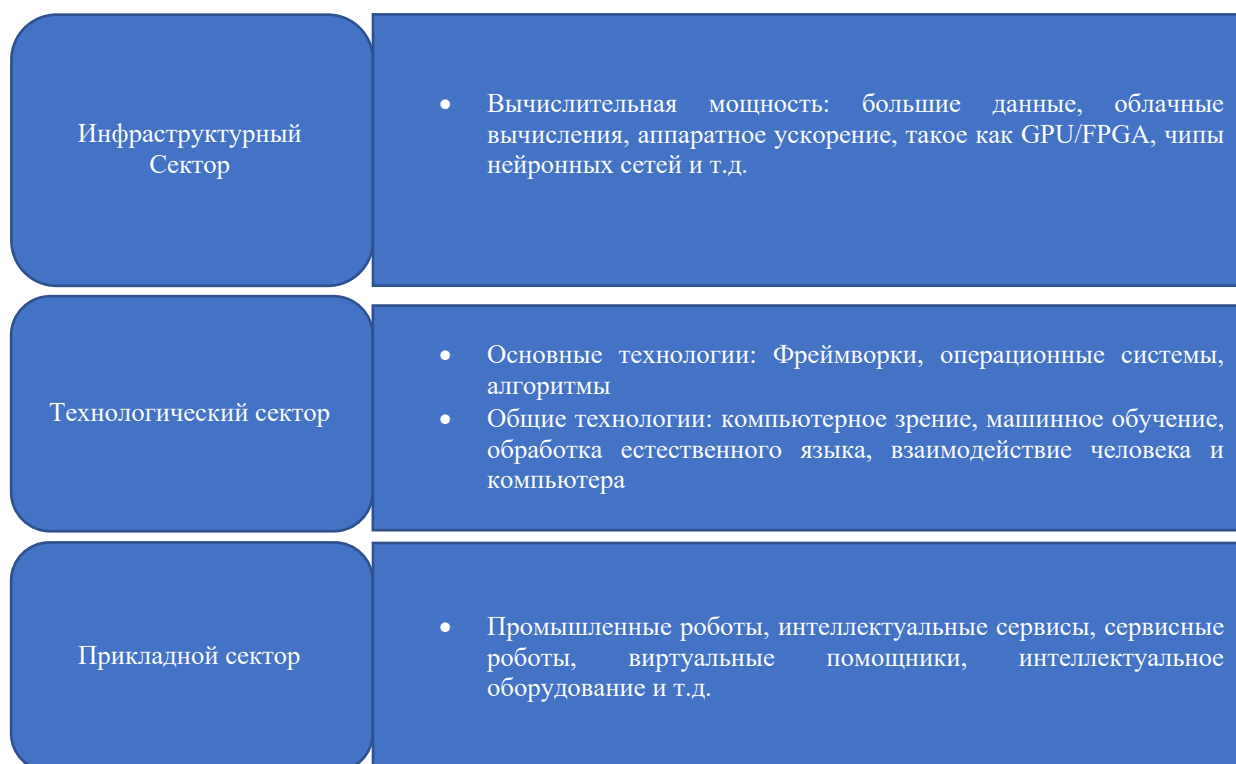 Инфраструктурный
Сектор
• Вычислительная мощность: большие данные, облачные
вычисления, аппаратное ускорение, такое как GPU/FPGA, чипы
нейронных сетей и т.д.
Технологический сектор
• Основные технологии: Фреймворки, операционные системы,
алгоритмы
• Общие технологии: компьютерное зрение, машинное обучение,
обработка естественного языка, взаимодействие человека и
компьютера
Прикладной сектор
• Промышленные роботы, интеллектуальные сервисы, сервисные
роботы, виртуальные помощники, интеллектуальное
оборудование и т.д.